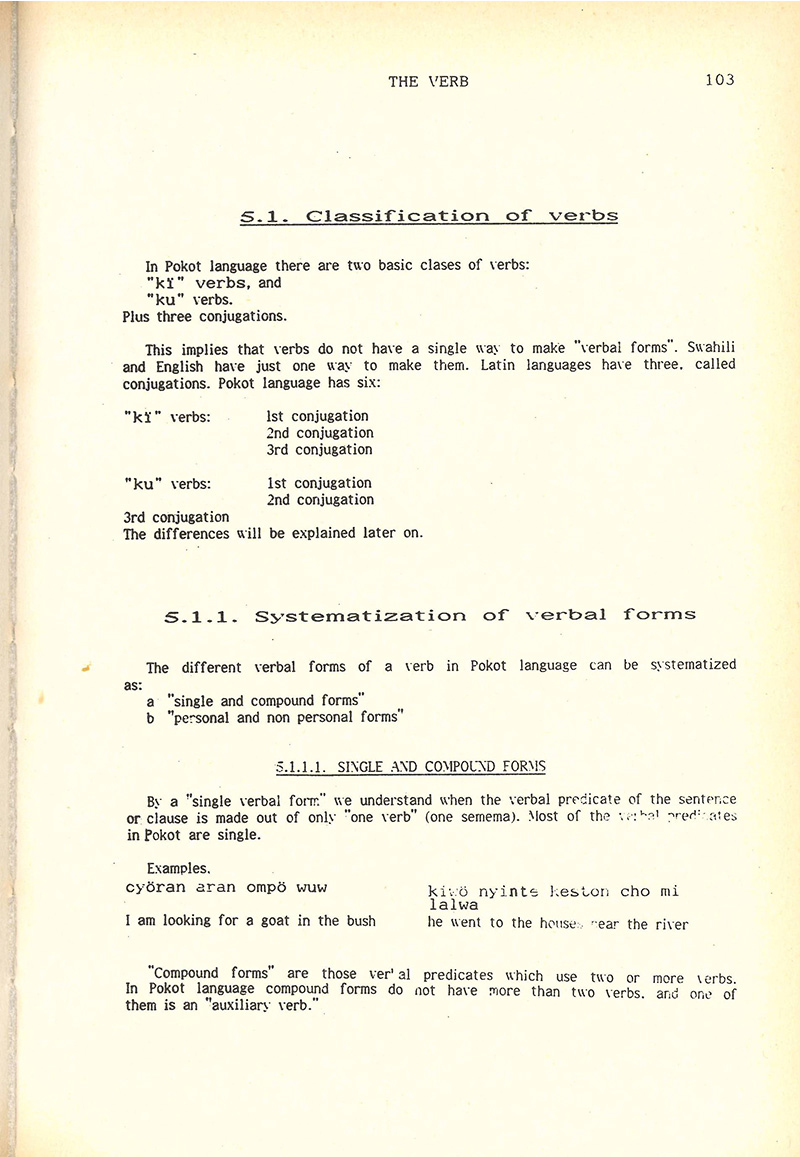 THE VERB 103
5.1. Classification of verbs
In Pokot language there are two basic clases of verbs:
"kï" verbs, and
"ku" verbs.
Plus three conjugations.
This implies that verbs do not have a single way to make "verbal forms". Swahili
and English have just one way to make them. Latin languages have three, called
conjugations. Pokot language has six:
"kï" verbs: 1st conjugation
2nd conjugation
3rd conjugation
"ku" verbs: 1st conjugation
2nd conjugation
3rd conjugation
The differences will be explained later on.
5.1.1. Systematization of verbal forms
The different verbal forms of a verb in Pokot language can be systematized
as:
a "single and compound forms"
b "personal and non personal forms"
5.1.1.1. SINGLE AND COMPOUND FORMS
By a "single verbal form" we understand when the verbal predicate of the sentence
or clause is made out of only "one verb" (one semema). Most of the verbal predicates
in Pokot are single.
Examples.
cyöran aran ompö wuw
I am looking for a goat in the bush
kiwö nyinte keston cho mi
lalwa
he went to the houses near the river
"Compound forms" are those verbal predicates which use two or more verbs.
In Pokot language compound forms do not have more than two verbs, and one of
them is an "auxiliary verb."